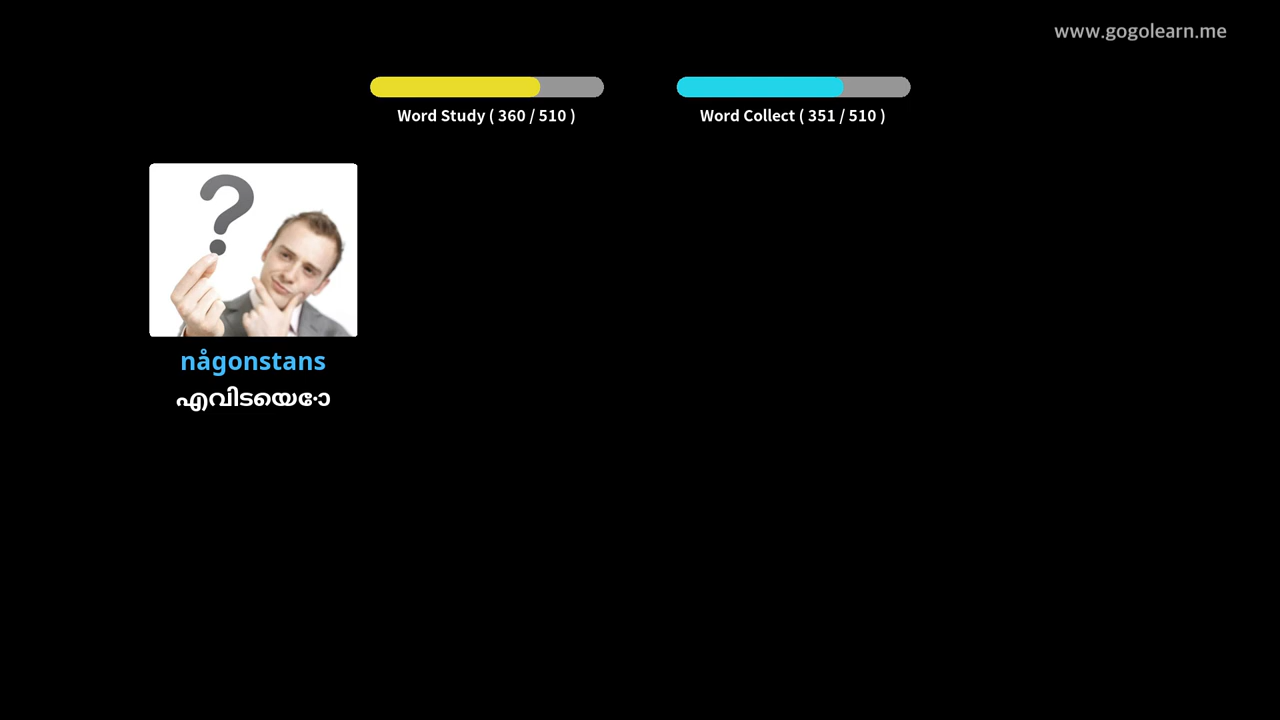 www.gogolearn.me
Word Study ( 360 / 510 )
Word Collect ( 351 / 510 )
?
någonstans
എവിടയെോ